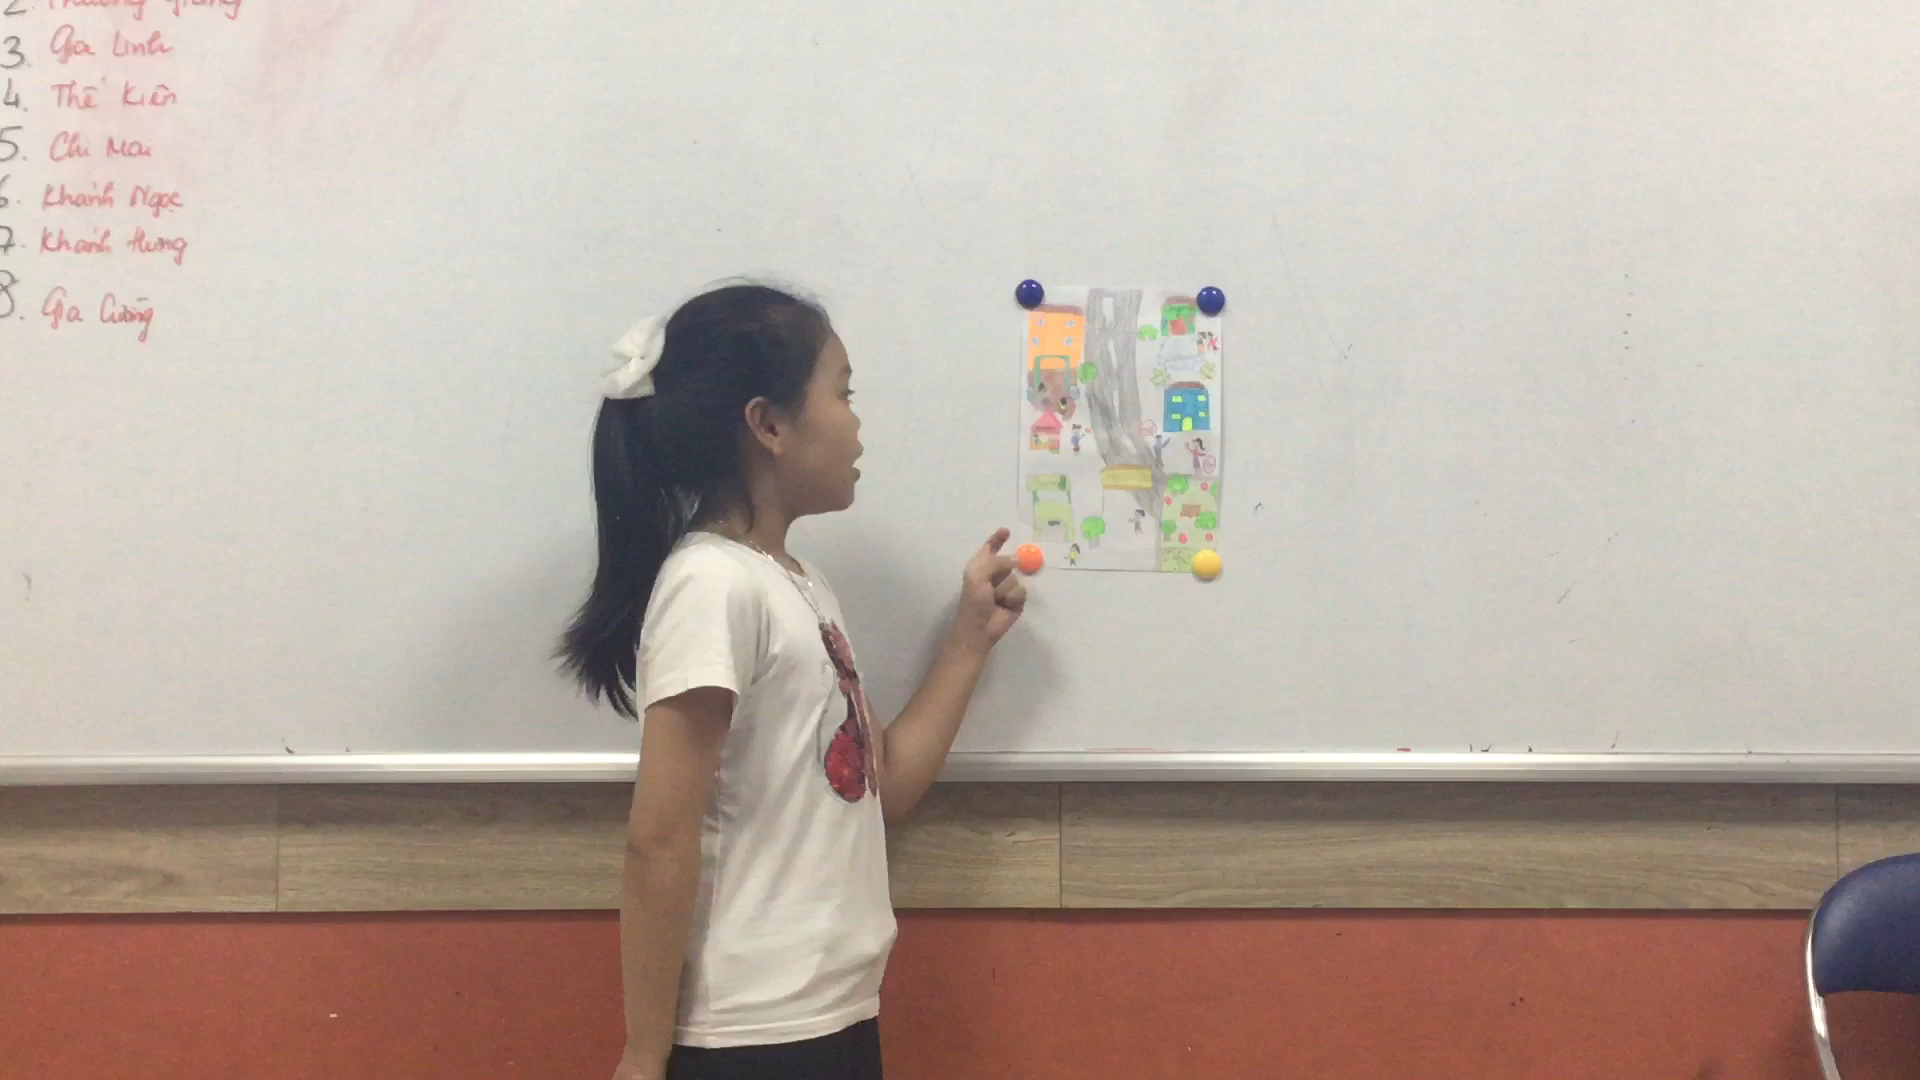 3. Gia Linh
4. Thế Kiên
5. Chi Mai
6. Khánh Ngọc
7. Khánh Hưng
8. Gia Cường